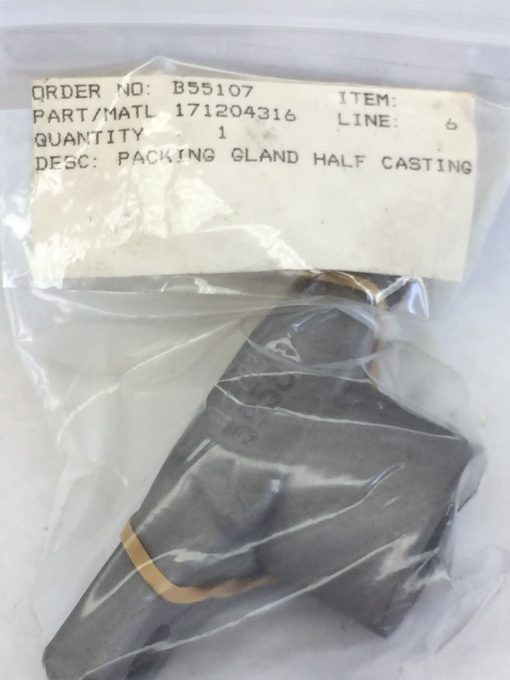 ORDER NO: B55107 ITEM:
PART/MATL 171204316 LINE: 6
QUANTITY 1
DESC: PACKING GLAND HALF CASTING